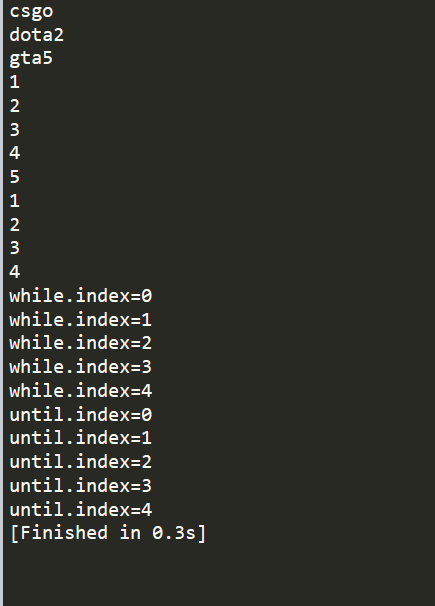 csgo
dota2
gta5
1
2
3
4
5
1
2
3
4
while.index=0
while.index=1
while.index=2
while.index=3
while.index=4
until.index=0
until.index=1
until.index=2
until.index=3
until.index=4
[Finished in 0.3s]